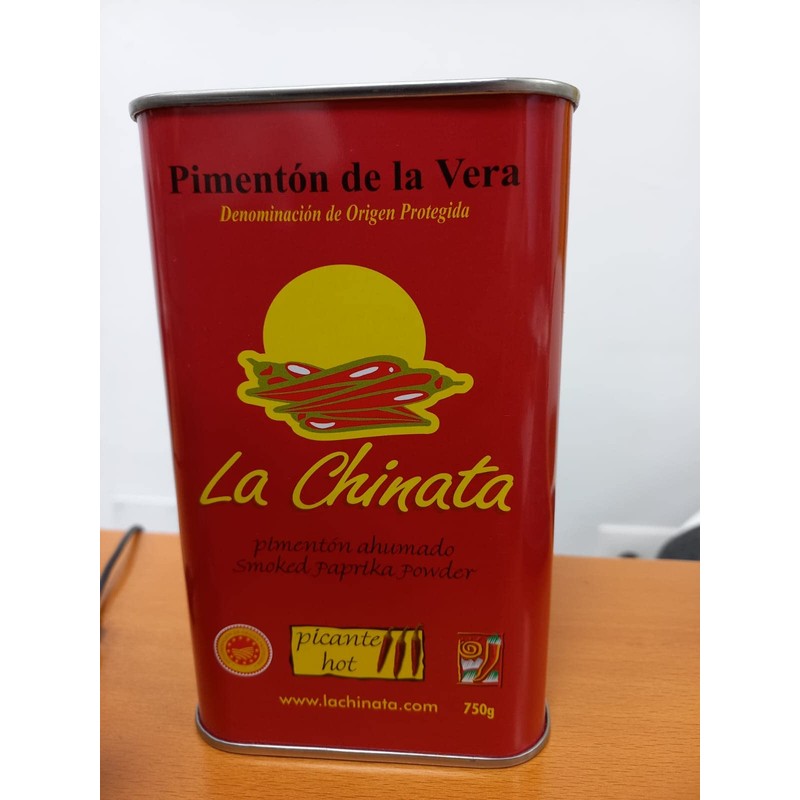 Pimentón de la Vera
Denominación de Origen Protegida
La Chinata
pimentón ahumado
Smoked Paprika Powder
picante
hot
www.lachinata.com 750g